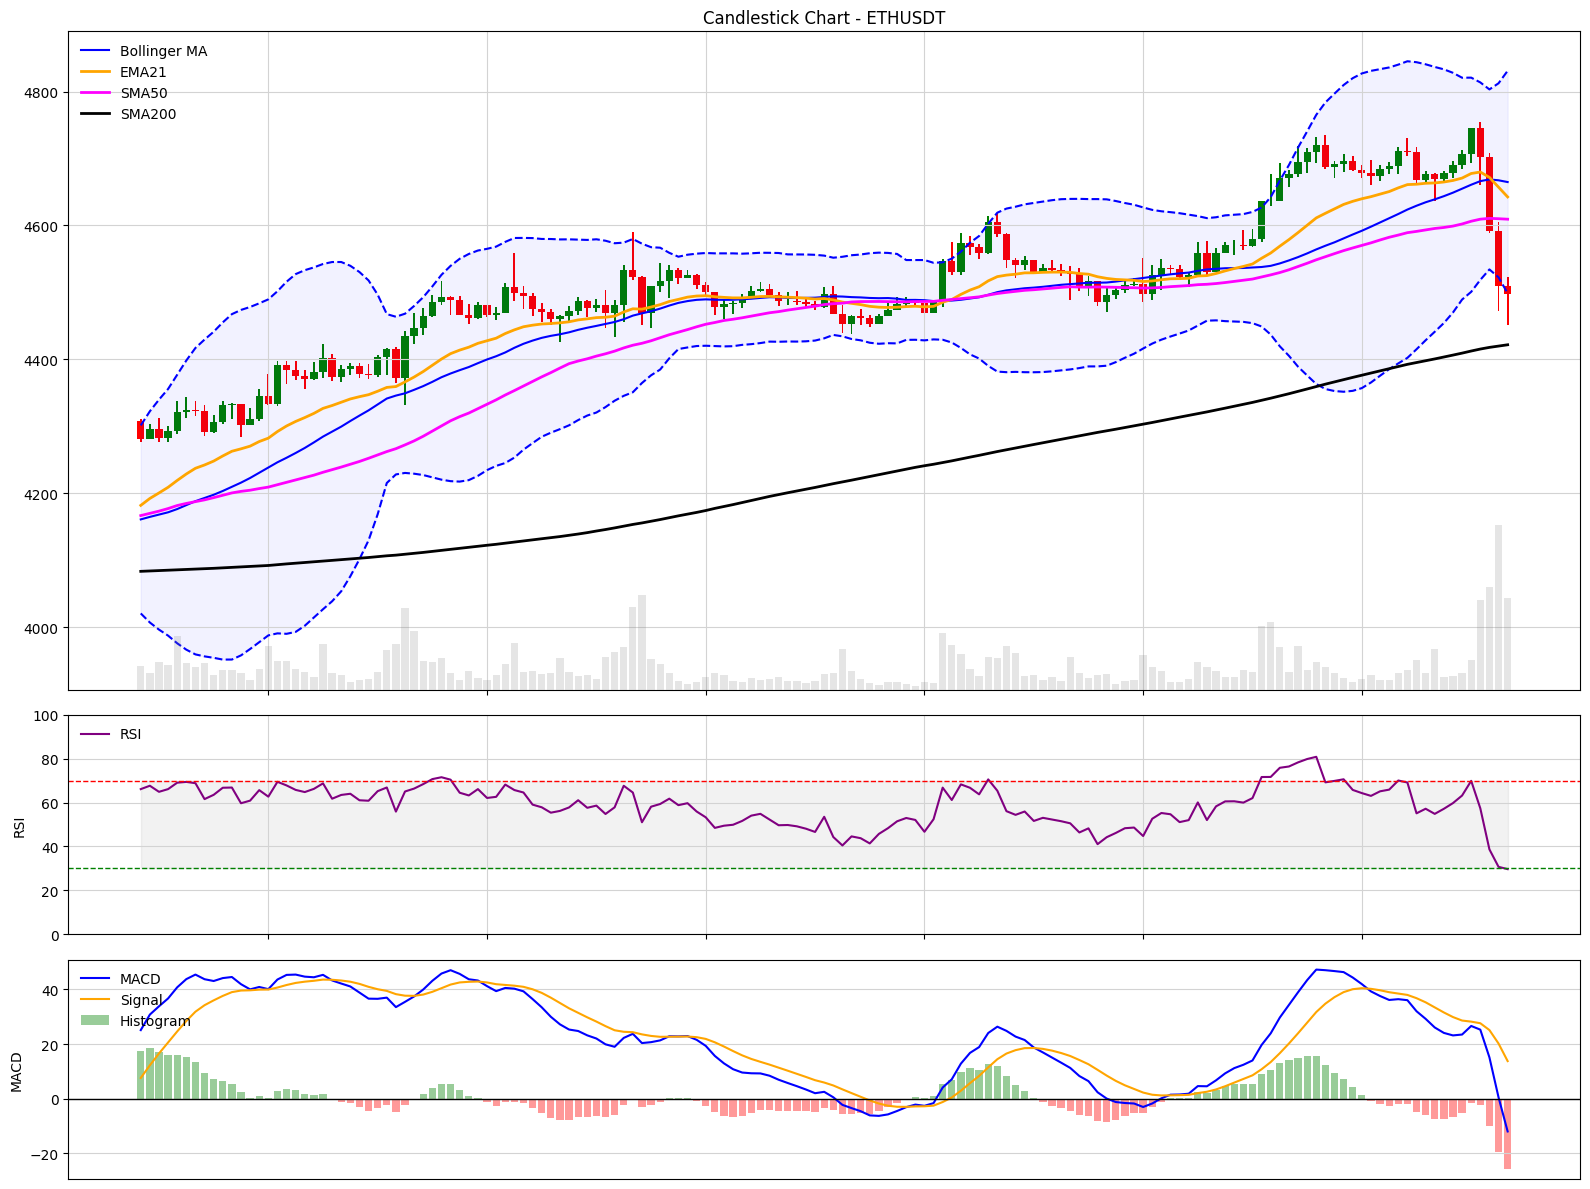 Candlestick Chart - ETHUSDT
Bollinger MA
EMA21
SMA50
SMA200
4800
4600
4400
4200
4000
RSI
100
80
60
40
20
0
RSI
MACD
Signal
Histogram
40
20
0
−20
MACD